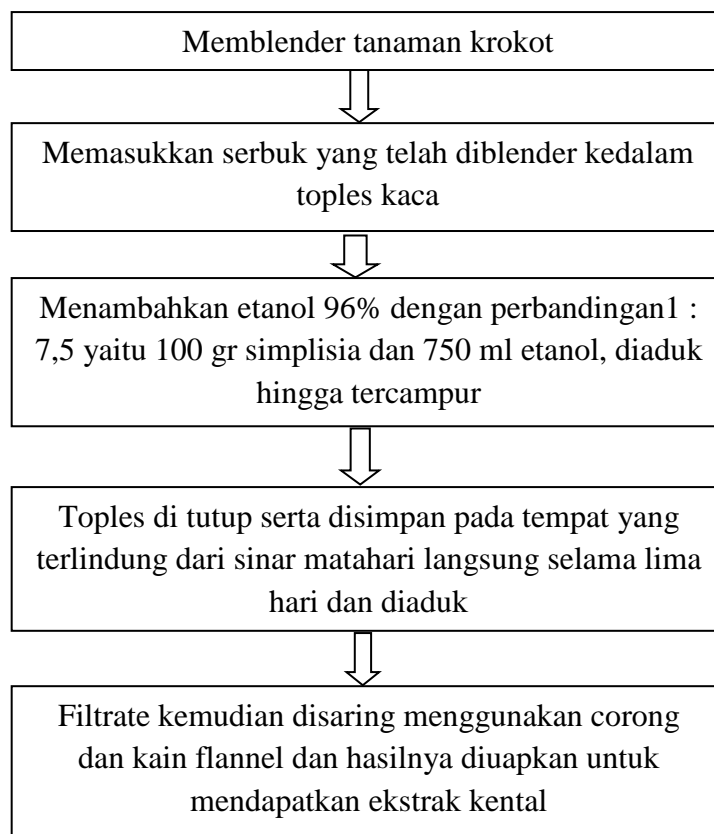 Memblender tanaman krokot
Memasukkan serbuk yang telah diblender kedalam
toples kaca
Menambahkan etanol 96% dengan perbandingan1 :
7,5 yaitu 100 gr simplisia dan 750 ml etanol, diaduk
hingga tercampur
Toples di tutup serta disimpan pada tempat yang
terlindung dari sinar matahari langsung selama lima
hari dan diaduk
Filtrate kemudian disaring menggunakan corong
dan kain flannel dan hasilnya diuapkan untuk
mendapatkan ekstrak kental